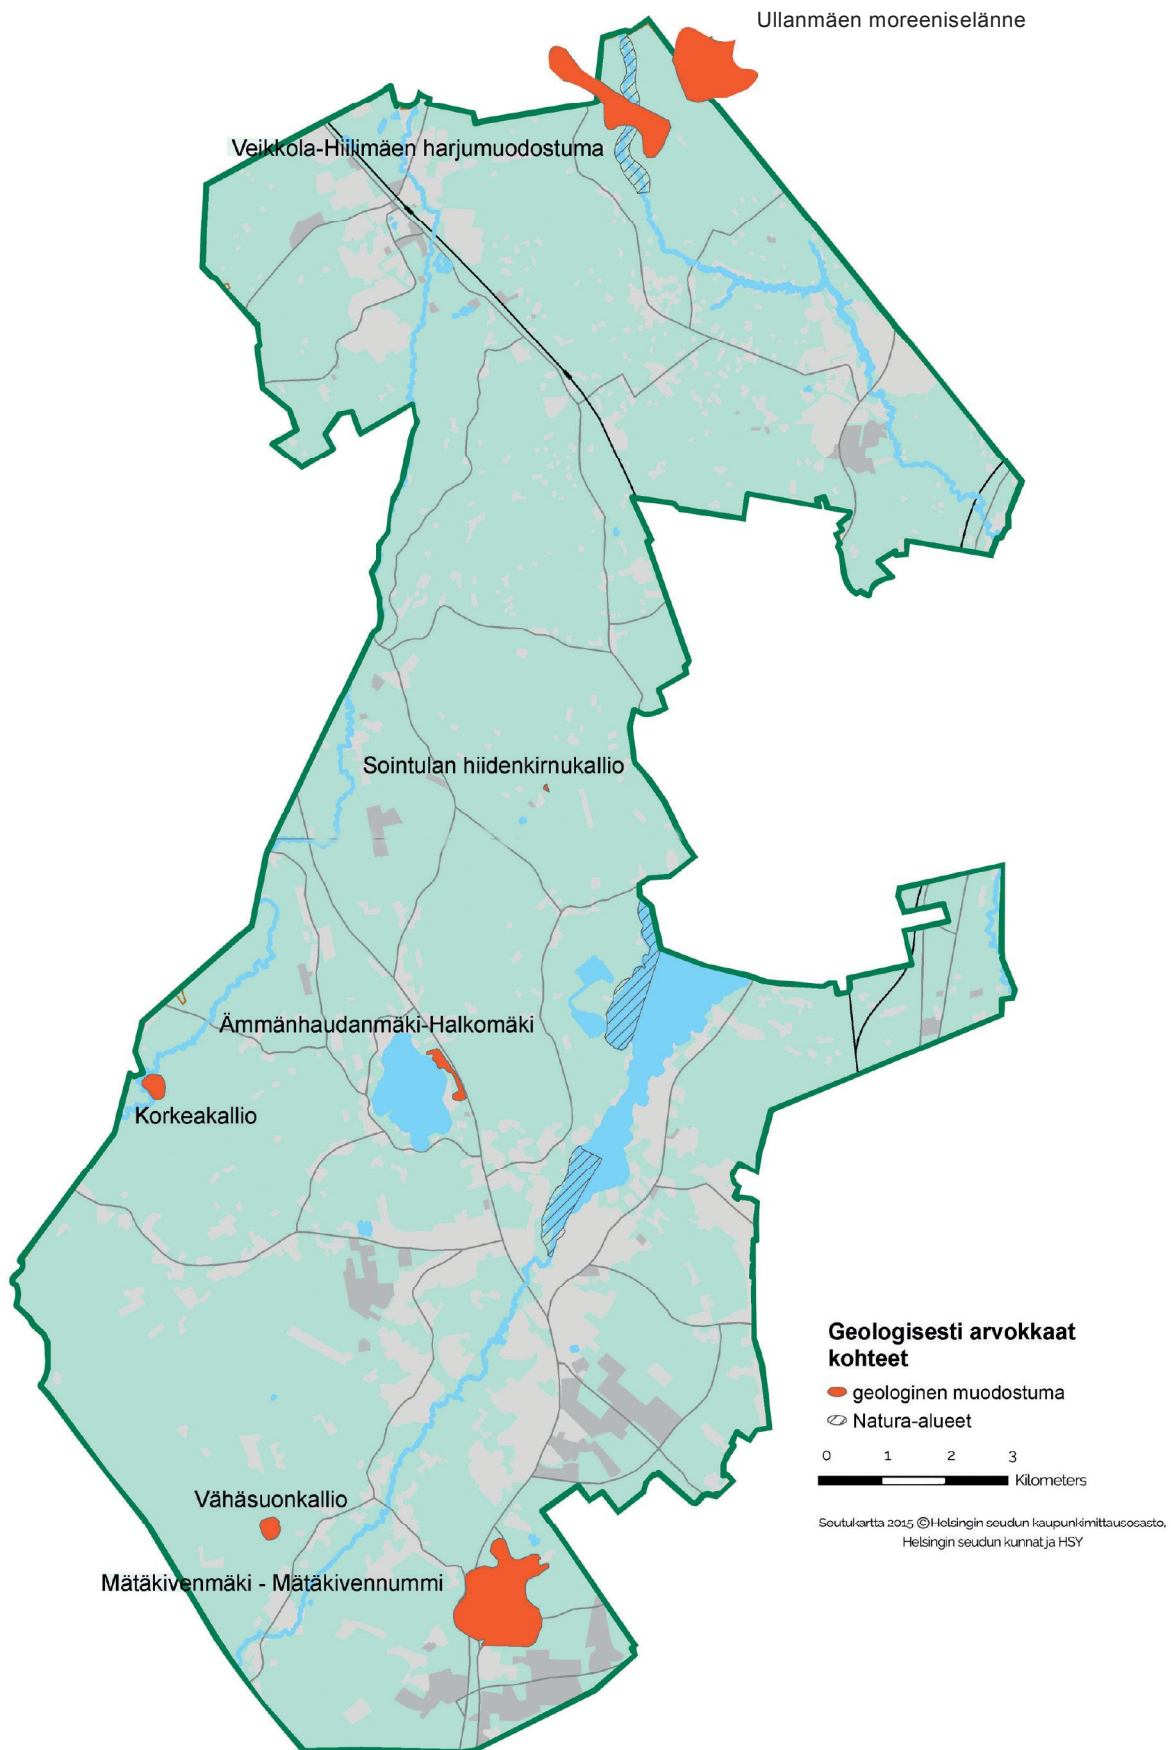 Ullanmäen moreeniselänne
Veikkola-Hiilimäen harjumuodostuma
Sointulan hiidenkirnukallio
Ämmänhaudanmäki-Halkomäki
Korkeakallio
Geologisesti arvokkaat
kohteet
geologinen muodostuma
Natura-alueet
0 1 2 3
Kilometers
Seutukartta 2015 ©Helsingin seudun kaupunkimittausosasto,
Helsingin seudun kunnat ja HSY
Vähäsuonkallio
Mätäkivenmäki - Mätäkivennummi